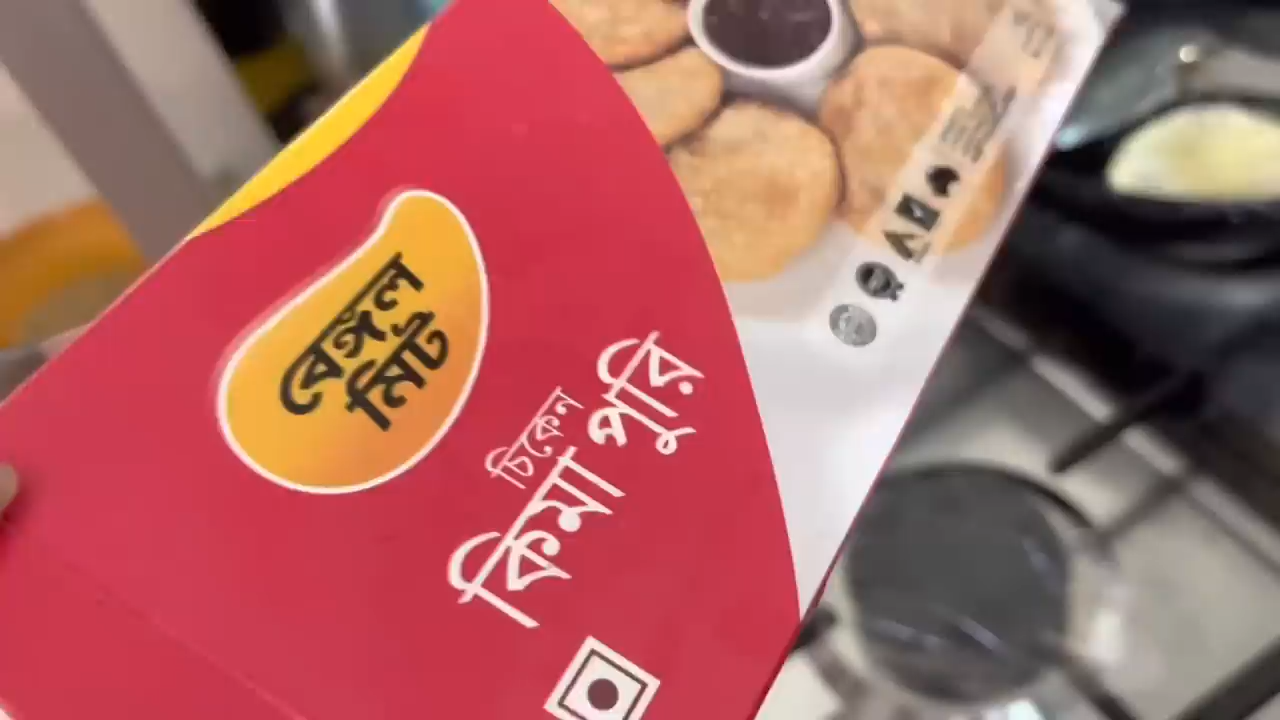 বেঙ্গল
মিট
চিকেন
কিমা পুরি